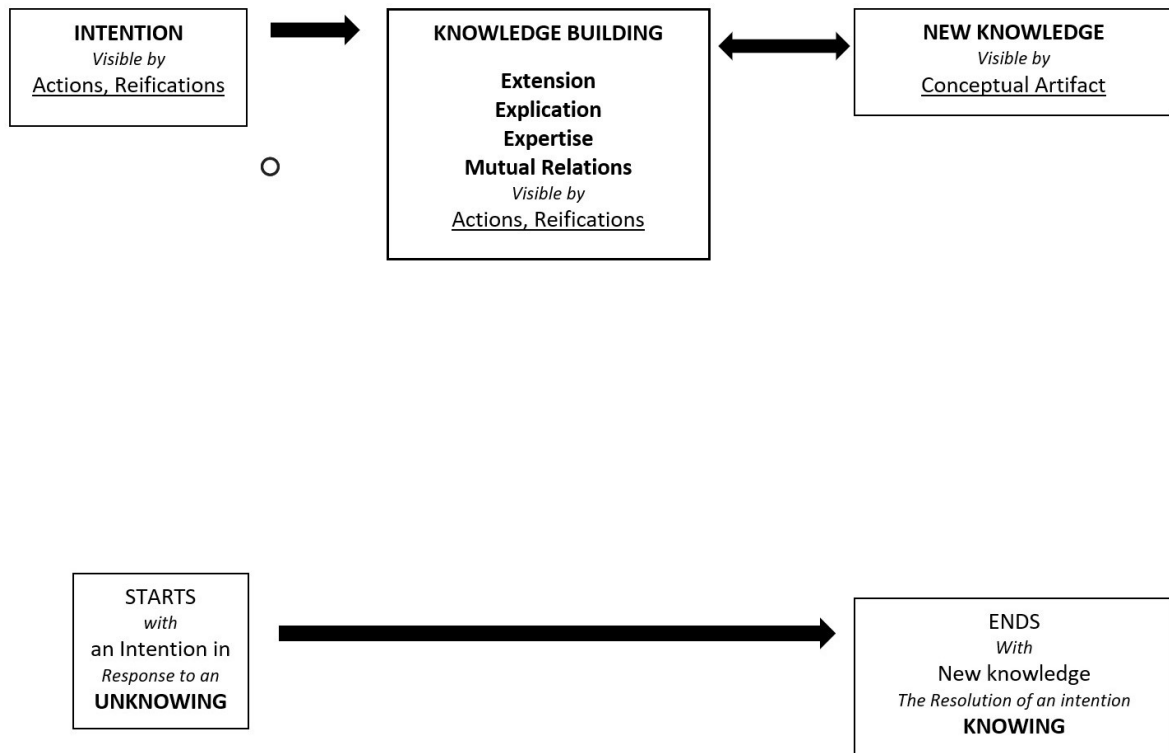 INTENTION
Visible by
Actions, Reifications
KNOWLEDGE BUILDING
Extension
Explication
Expertise
Mutual Relations
Visible by
Actions, Reifications
NEW KNOWLEDGE
Visible by
Conceptual Artifact
STARTS
with
an Intention in
Response to an
UNKNOWING
ENDS
With
New knowledge
The Resolution of an intention
KNOWING